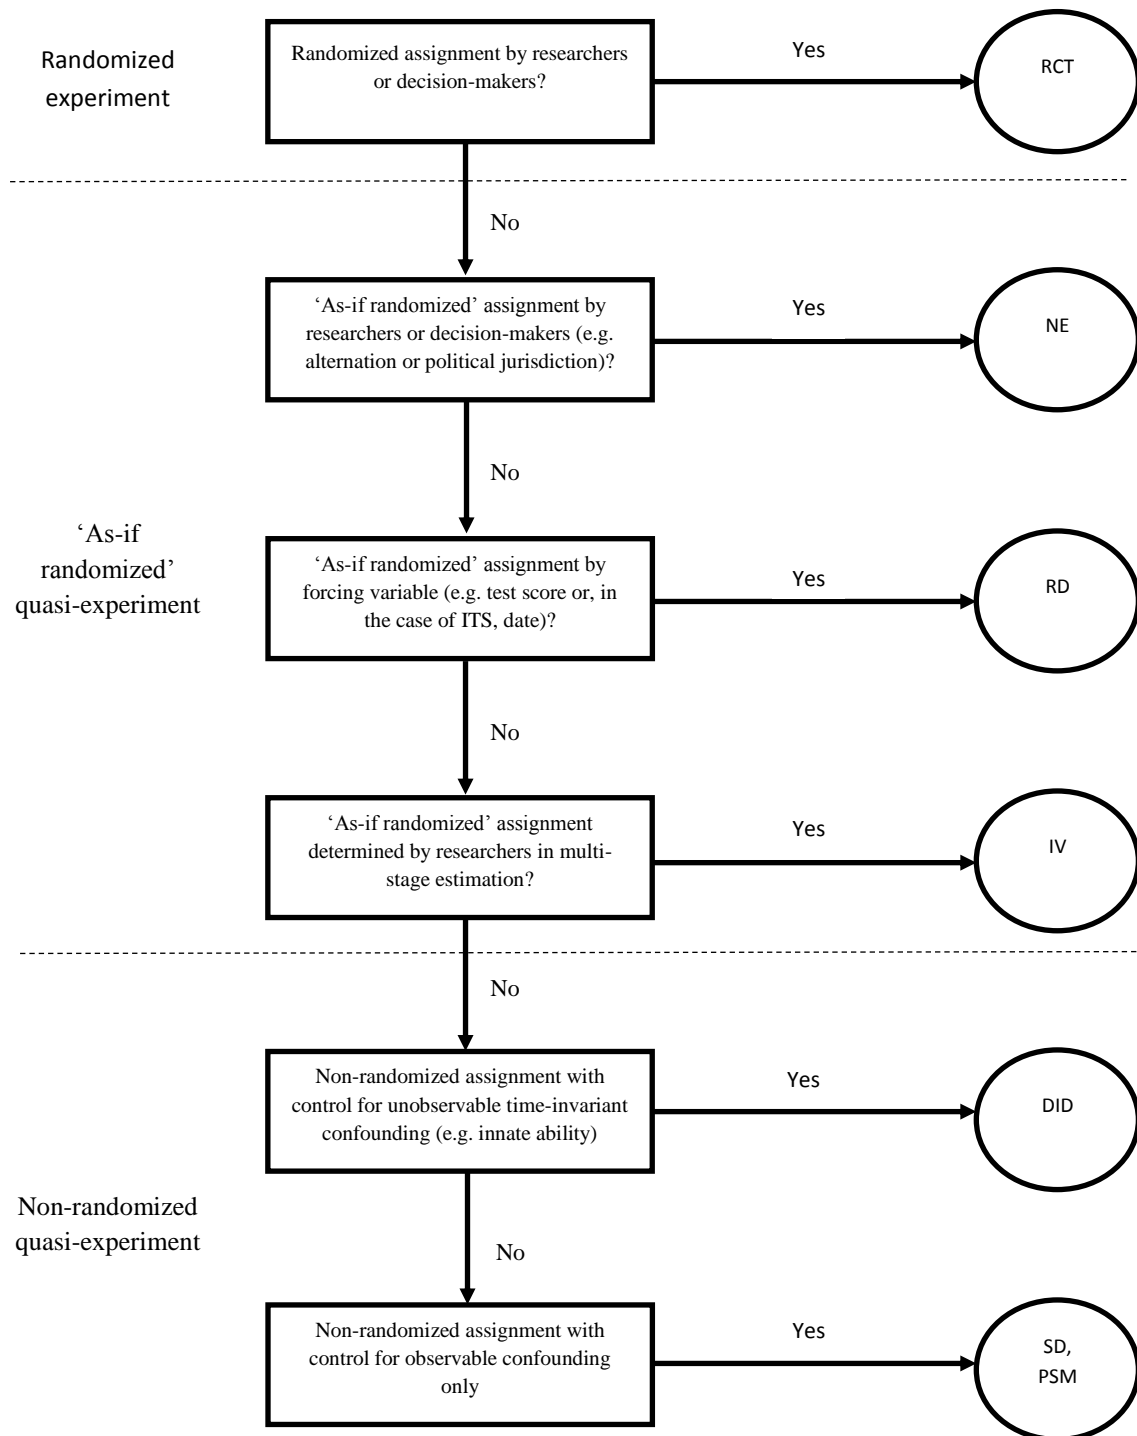 Randomized
experiment
Randomized assignment by researchers
or decision-makers?
Yes
RCT
No
‘As-if randomized’ assignment by
researchers or decision-makers (e.g.
alternation or political jurisdiction)?
Yes
NE
No
‘As-if
randomized’
quasi-experiment
‘As-if randomized’ assignment by
forcing variable (e.g. test score or, in
the case of ITS, date)?
Yes
RD
No
‘As-if randomized’ assignment
determined by researchers in multi-
stage estimation?
Yes
IV
No
Non-randomized assignment with
control for unobservable time-invariant
confounding (e.g. innate ability)
Yes
DID
Non-randomized
quasi-experiment
No
Non-randomized assignment with
control for observable confounding
only
Yes
SD,
PSM